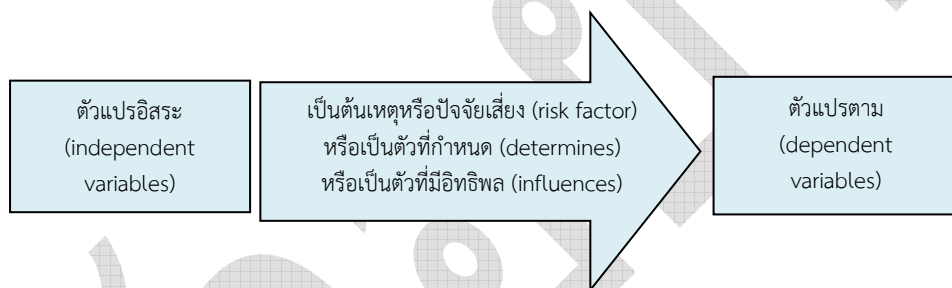 ตัวแปรอิสระ
(independent
variables)
เป็นต้นเหตุหรือปัจจัยเสี่ยง (risk factor)
หรือเป็นตัวที่กำหนด (determines)
หรือเป็นตัวที่มีอิทธิพล (influences)
ตัวแปรตาม
(dependent
variables)